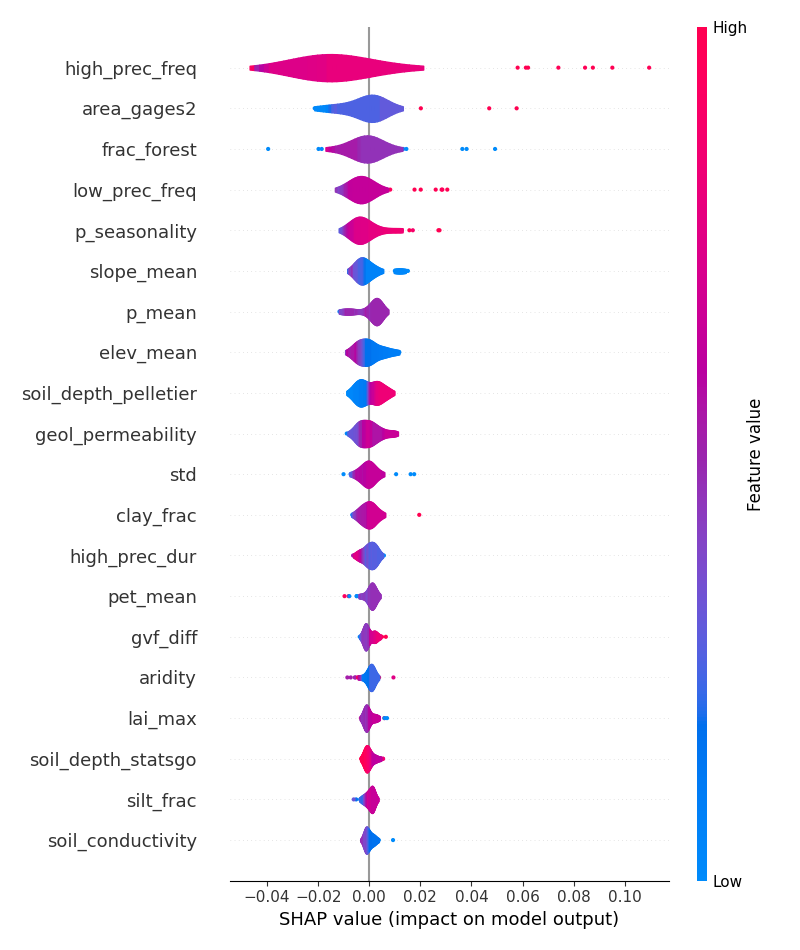 High
high_prec_freq
area_gages2
frac_forest
low_prec_freq
p_seasonality
slope_mean
p_mean
elev_mean
soil_depth_pelletier
geol_permeability
std
clay_frac
high_prec_dur
pet_mean
gvf_diff
aridity
lai_max
soil_depth_statsgo
silt_frac
soil_conductivity
Feature value
Low
−0.04 −0.02 0.00 0.02 0.04 0.06 0.08 0.10
SHAP value (impact on model output)